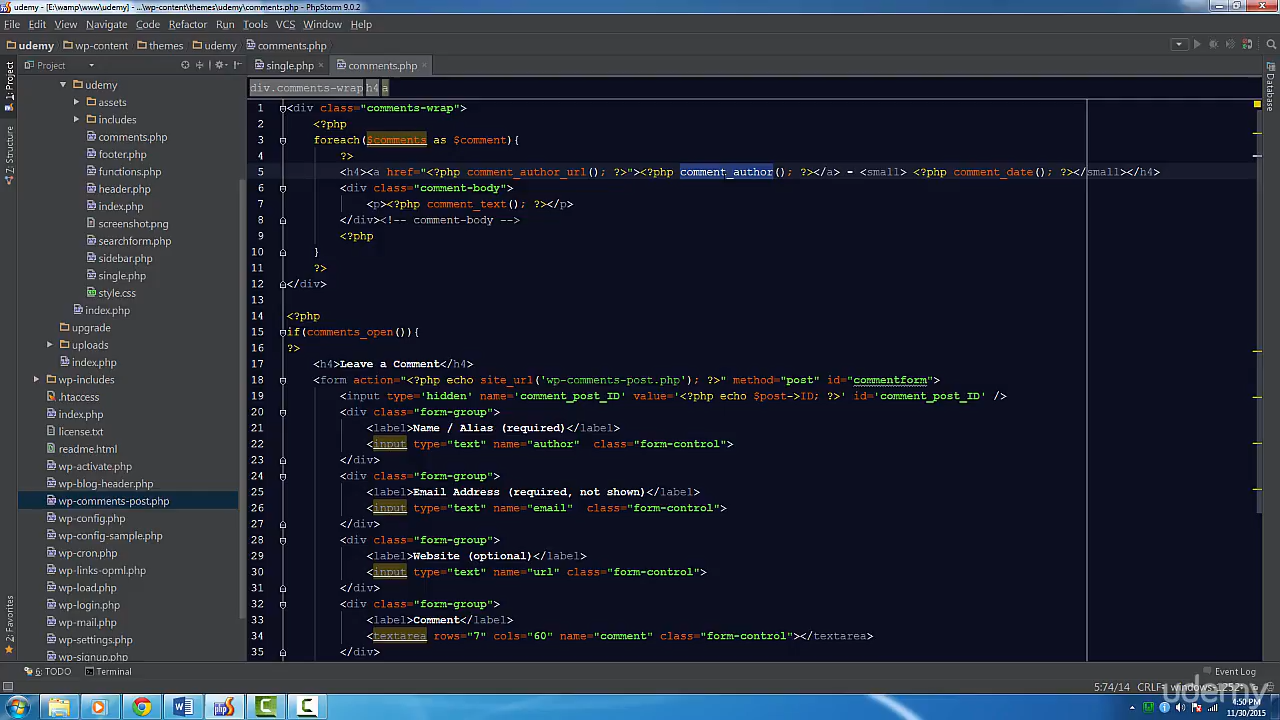 udemy - [E:\wamp\www\udemy] - ...\wp-content\themes\udemy\comments.php - PhpStorm 9.0.2
File Edit View Navigate Code Refactor Run Tools VCS Window Help
udemy wp-content themes udemy comments.php
Project single.php comments.php
div.comments-wrap h4 a
1: Project
7: Structure
2: Favorites
Database
udemy
assets
includes
comments.php
footer.php
functions.php
header.php
index.php
screenshot.png
searchform.php
sidebar.php
single.php
style.css
index.php
upgrade
uploads
index.php
wp-includes
.htaccess
index.php
license.txt
readme.html
wp-activate.php
wp-blog-header.php
wp-comments-post.php
wp-config.php
wp-config-sample.php
wp-cron.php
wp-links-opml.php
wp-load.php
wp-login.php
wp-mail.php
wp-settings.php
wp-signup.php
1 <div class="comments-wrap">
2 <?php
3 foreach($comments as $comment){
4 ?>
5 <h4><a href="<?php comment_author_url(); ?>"><?php comment_author(); ?></a> - <small> <?php comment_date(); ?></small></h4>
6 <div class="comment-body">
7 <p><?php comment_text(); ?></p>
8 </div><!-- comment-body -->
9 <?php
10 }
11 ?>
12 </div>
13
14 <?php
15 if(comments_open()){
16 ?>
17 <h4>Leave a Comment</h4>
18 <form action="<?php echo site_url('wp-comments-post.php'); ?>" method="post" id="commentform">
19 <input type='hidden' name='comment_post_ID' value='<?php echo $post->ID; ?>' id='comment_post_ID' />
20 <div class="form-group">
21 <label>Name / Alias (required)</label>
22 <input type="text" name="author" class="form-control">
23 </div>
24 <div class="form-group">
25 <label>Email Address (required, not shown)</label>
26 <input type="text" name="email" class="form-control">
27 </div>
28 <div class="form-group">
29 <label>Website (optional)</label>
30 <input type="text" name="url" class="form-control">
31 </div>
32 <div class="form-group">
33 <label>Comment</label>
34 <textarea rows="7" cols="60" name="comment" class="form-control"></textarea>
35 </div>
6: TODO Terminal Event Log
5:74/14 CRLF
udemy
4:50 PM
11/30/2015